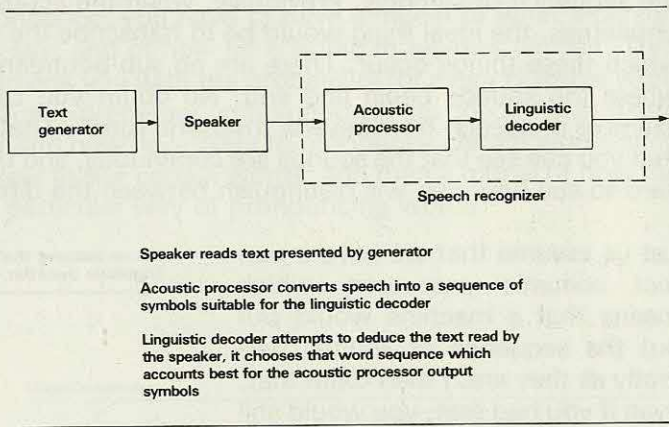 Text
generator
Speaker
Acoustic
processor
Linguistic
decoder
Speech recognizer
Speaker reads text presented by generator
Acoustic processor converts speech into a sequence of
symbols suitable for the linguistic decoder
Linguistic decoder attempts to deduce the text read by
the speaker, it chooses that word sequence which
accounts best for the acoustic processor output
symbols